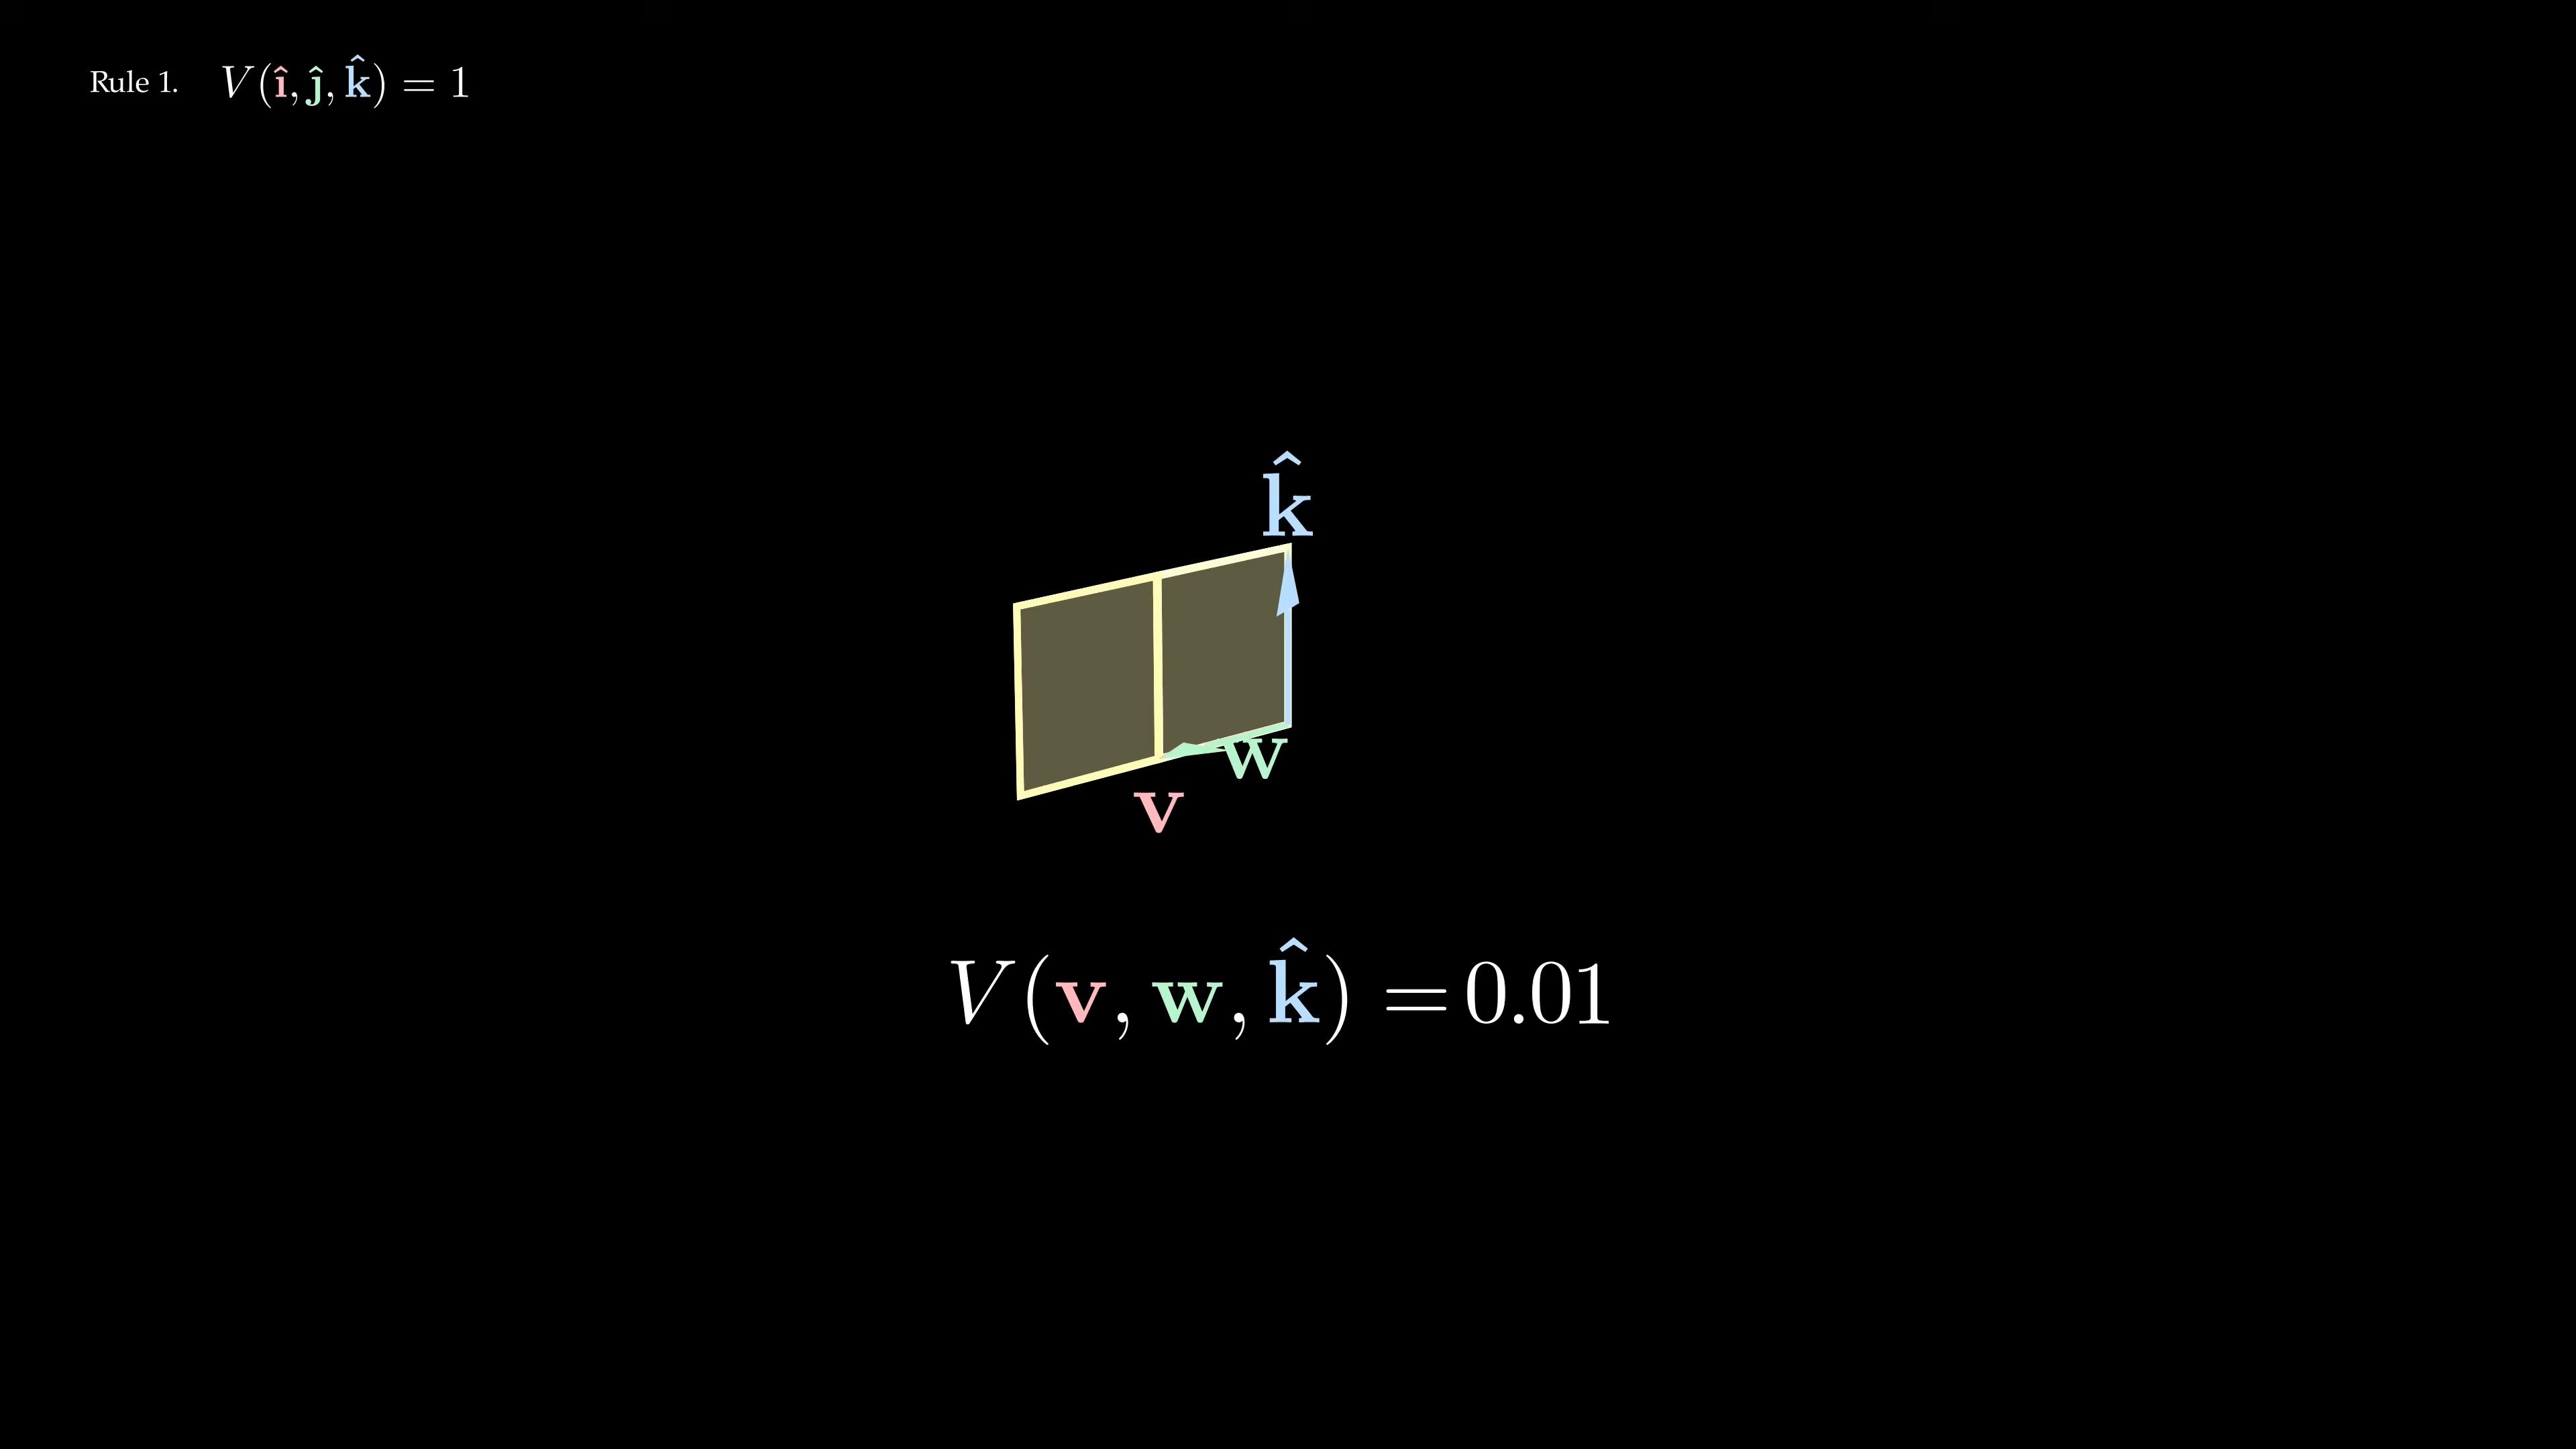 Rule 1. V(î, ĵ, k̂) = 1
k̂
w
v
V(v, w, k̂) = 0.01